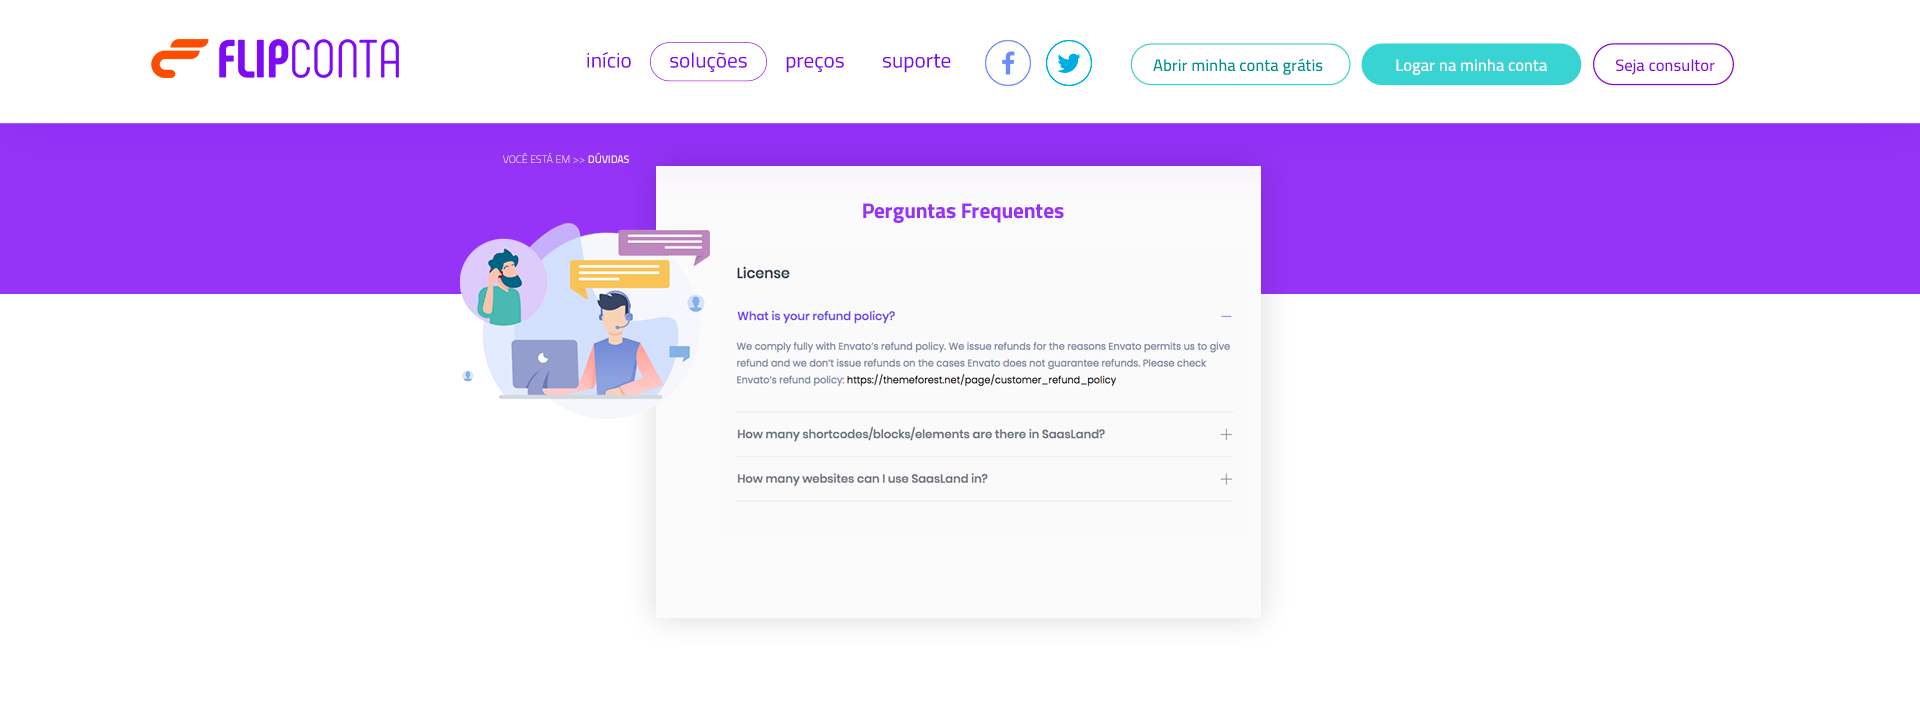 FLIPCONTA
início soluções preços suporte
Abrir minha conta grátis Logar na minha conta Seja consultor
VOCÊ ESTÁ EM >> DÚVIDAS
Perguntas Frequentes
License
What is your refund policy?
We comply fully with Envato's refund policy. We issue refunds for the reasons Envato permits us to give
refund and we don't issue refunds on the cases Envato does not guarantee refunds. Please check
Envato's refund policy: https://themeforest.net/page/customer_refund_policy
How many shortcodes/blocks/elements are there in SaasLand?
How many websites can I use SaasLand in?